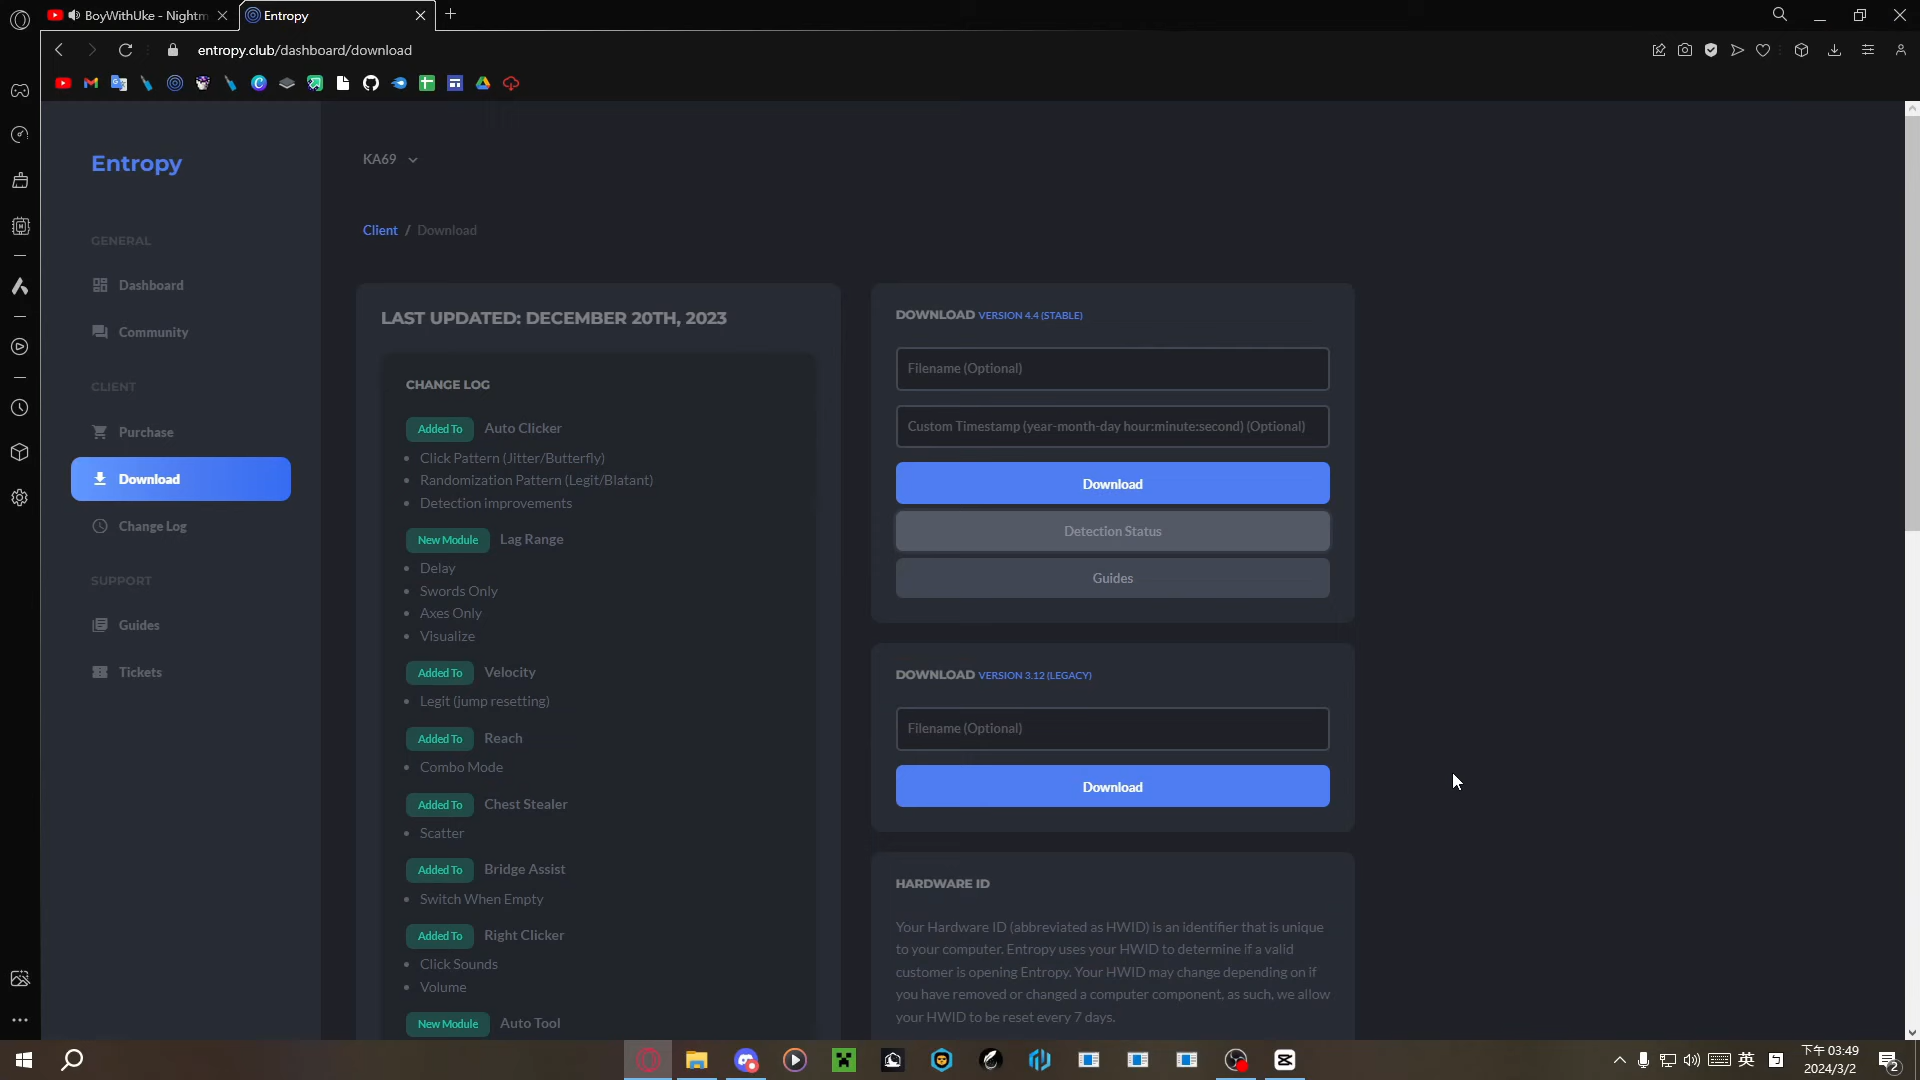 BoyWithUke - Nightm
Entropy
entropy.club/dashboard/download
Entropy
GENERAL
Dashboard
Community
CLIENT
Purchase
Download
Change Log
SUPPORT
Guides
Tickets
KA69
Client / Download
LAST UPDATED: DECEMBER 20TH, 2023
CHANGE LOG
Added To Auto Clicker
• Click Pattern (Jitter/Butterfly)
• Randomization Pattern (Legit/Blatant)
• Detection improvements
New Module Lag Range
• Delay
• Swords Only
• Axes Only
• Visualize
Added To Velocity
• Legit (jump resetting)
Added To Reach
• Combo Mode
Added To Chest Stealer
• Scatter
Added To Bridge Assist
• Switch When Empty
Added To Right Clicker
• Click Sounds
• Volume
New Module Auto Tool
DOWNLOAD VERSION 4.4 (STABLE)
Filename (Optional)
Custom Timestamp (year-month-day hour:minute:second) (Optional)
Download
Detection Status
Guides
DOWNLOAD VERSION 3.12 (LEGACY)
Filename (Optional)
Download
HARDWARE ID
Your Hardware ID (abbreviated as HWID) is an identifier that is unique
to your computer. Entropy uses your HWID to determine if a valid
customer is opening Entropy. Your HWID may change depending on if
you have removed or changed a computer component, as such, we allow
your HWID to be reset every 7 days.
英
下午 03:49
2024/3/2
2